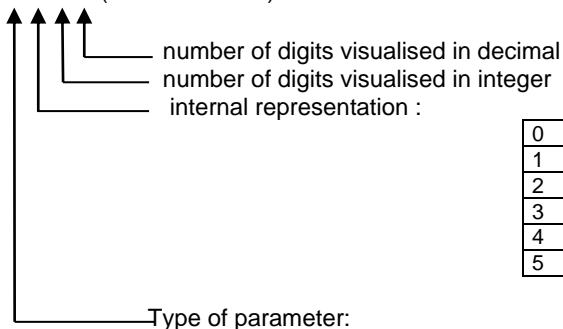 number of digits visualised in decimal
number of digits visualised in integer
internal representation :
0
1
2
3
4
5
Type of parameter: